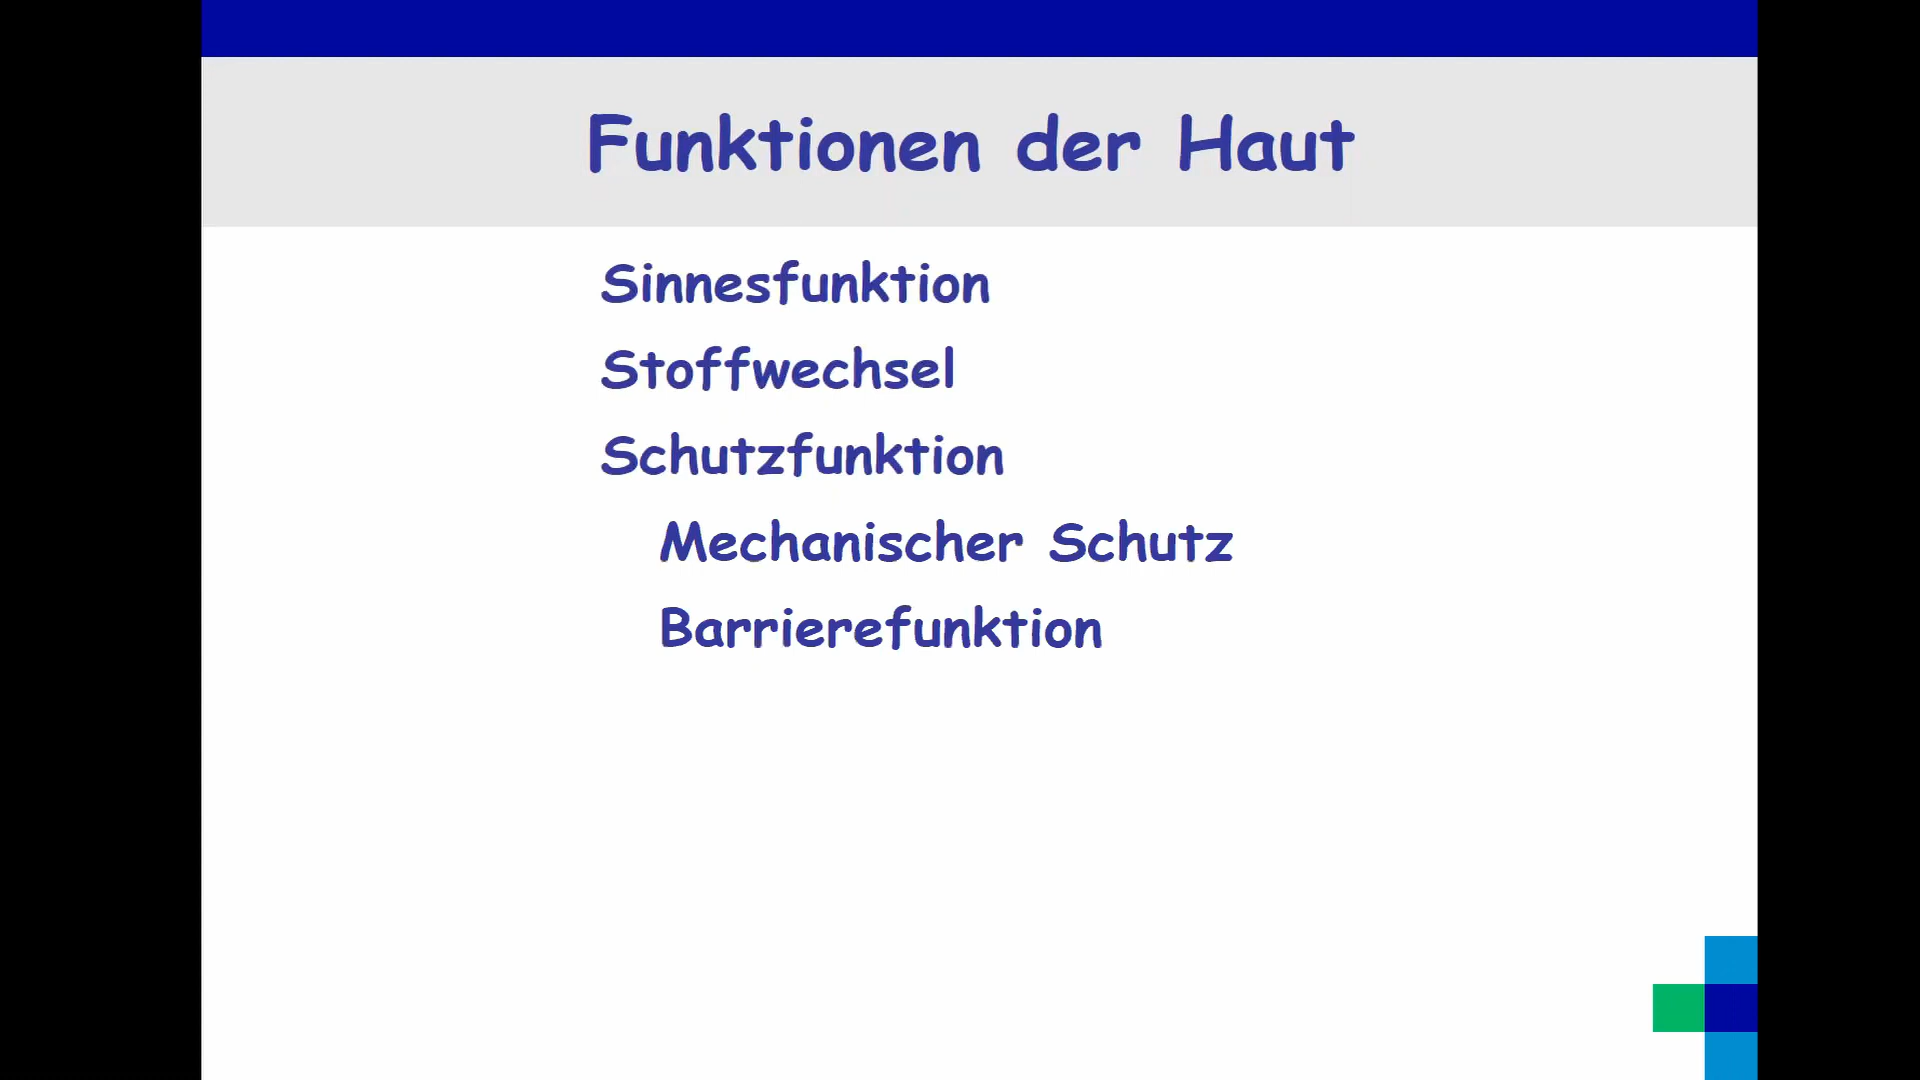 Funktionen der Haut
Sinnesfunktion
Stoffwechsel
Schutzfunktion
Mechanischer Schutz
Barrierefunktion